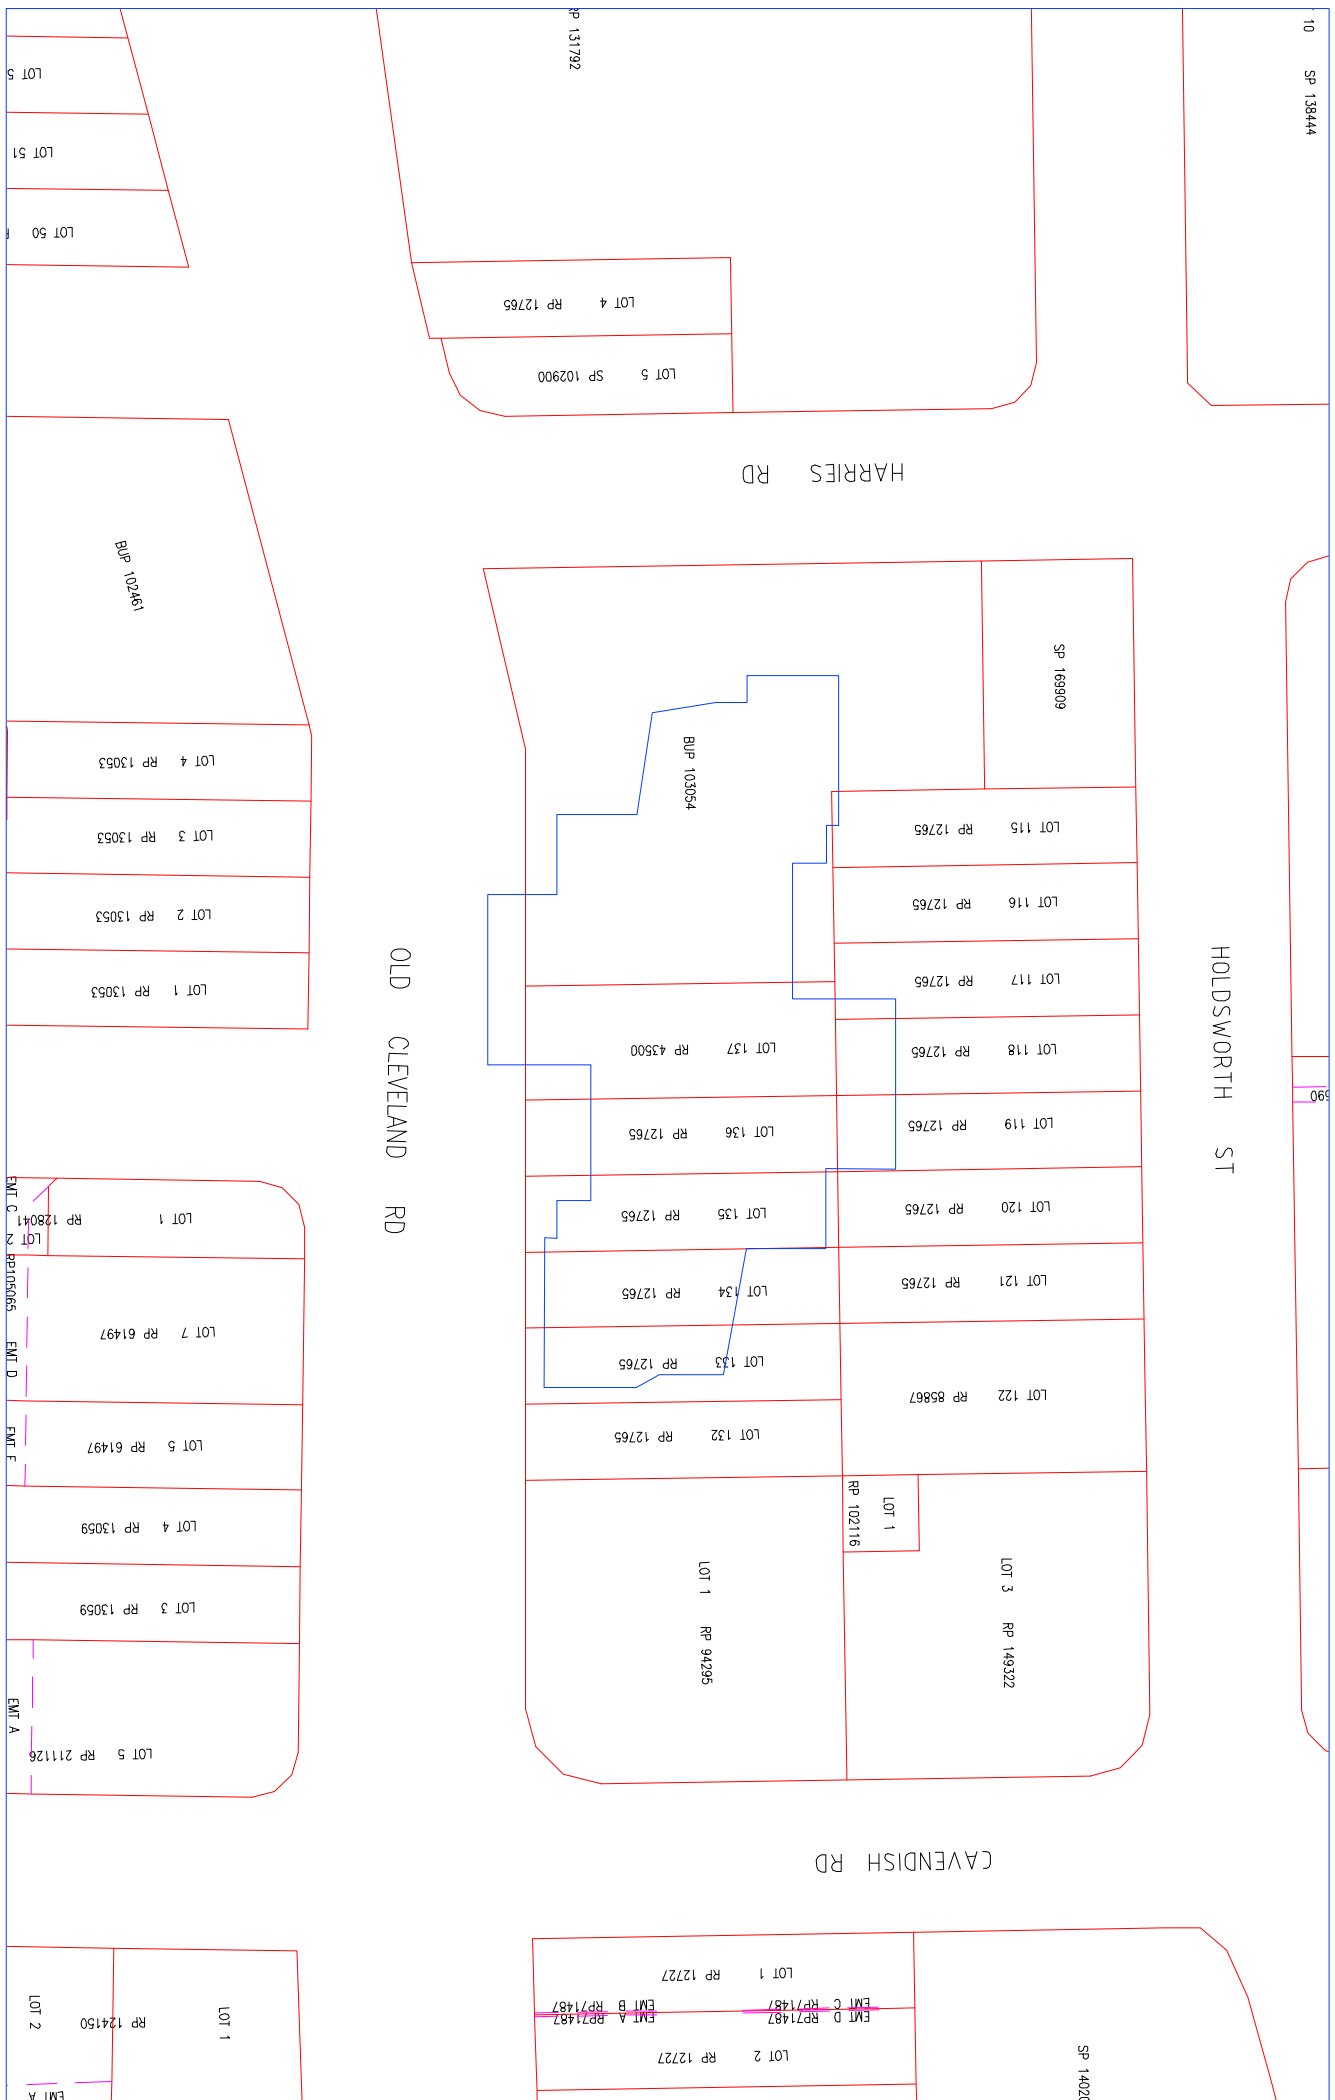 RP 131792
10 SP 138444
LOT 5
LOT 51
LOT 50
LOT 4 RP 12765
LOT 5 SP 102900
HARRIES RD
BUP 102461
SP 169909
BUP 103054
LOT 4 RP 13053
LOT 3 RP 13053
LOT 2 RP 13053
LOT 1 RP 13053
LOT 115 RP 12765
LOT 116 RP 12765
LOT 117 RP 12765
LOT 118 RP 12765
LOT 119 RP 12765
LOT 120 RP 12765
LOT 121 RP 12765
LOT 122 RP 85867
OLD CLEVELAND RD
HOLDSWORTH ST
LOT 137 RP 43500
LOT 136 RP 12765
LOT 135 RP 12765
LOT 134 RP 12765
LOT 133 RP 12765
LOT 132 RP 12765
EMT C
LOT 1 RP 128041
LOT 2
RP105065
EMT D
LOT 7 RP 61497
EMT E
LOT 5 RP 61497
LOT 4 RP 13059
LOT 3 RP 13059
EMT A
LOT 5 RP 211126
LOT 1
RP 102116
LOT 1 RP 94295
LOT 3 RP 149322
CAVENDISH RD
LOT 1 RP 12727
EMT B RP71487
EMT C RP71487
EMT A RP71487
EMT D RP71487
LOT 2 RP 12727
LOT 2
RP 124150
LOT 1
EMT A
SP 14020